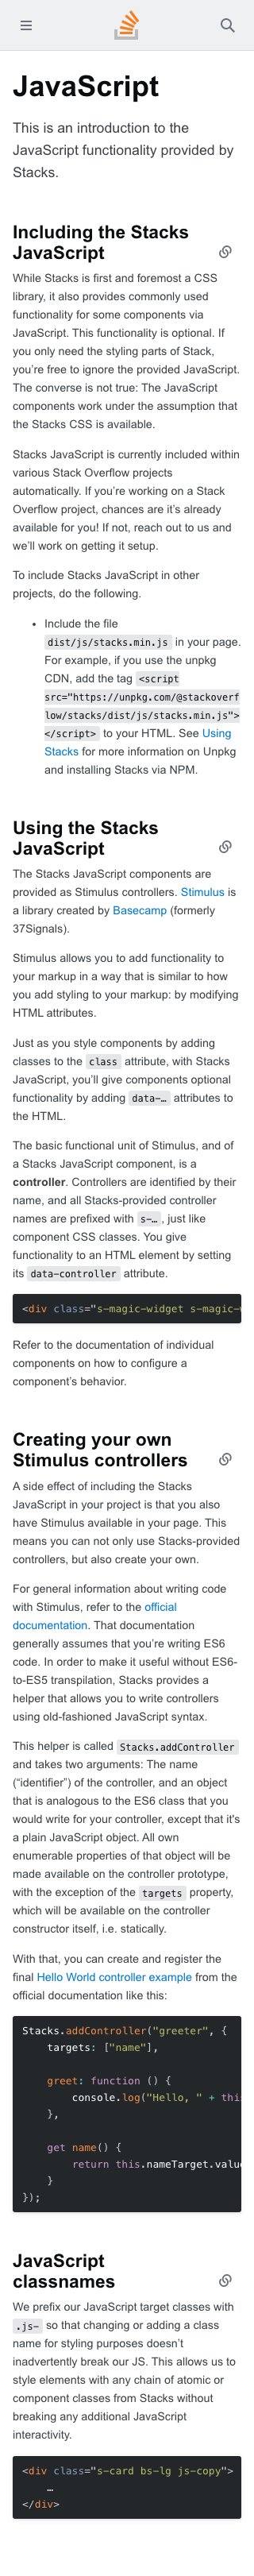 JavaScript
This is an introduction to the
JavaScript functionality provided by
Stacks.
Including the Stacks
JavaScript
While Stacks is first and foremost a CSS
library, it also provides commonly used
functionality for some components via
JavaScript. This functionality is optional. If
you only need the styling parts of Stack,
you’re free to ignore the provided JavaScript.
The converse is not true: The JavaScript
components work under the assumption that
the Stacks CSS is available.
Stacks JavaScript is currently included within
various Stack Overflow projects
automatically. If you’re working on a Stack
Overflow project, chances are it’s already
available for you! If not, reach out to us and
we’ll work on getting it setup.
To include Stacks JavaScript in other
projects, do the following.
• Include the file
dist/js/stacks.min.js in your page.
For example, if you use the unpkg
CDN, add the tag <script
src="https://unpkg.com/@stackoverf
low/stacks/dist/js/stacks.min.js">
</script> to your HTML. See Using
Stacks for more information on Unpkg
and installing Stacks via NPM.
Using the Stacks
JavaScript
The Stacks JavaScript components are
provided as Stimulus controllers. Stimulus is
a library created by Basecamp (formerly
37Signals).
Stimulus allows you to add functionality to
your markup in a way that is similar to how
you add styling to your markup: by modifying
HTML attributes.
Just as you style components by adding
classes to the class attribute, with Stacks
JavaScript, you’ll give components optional
functionality by adding data-… attributes to
the HTML.
The basic functional unit of Stimulus, and of
a Stacks JavaScript component, is a
controller. Controllers are identified by their
name, and all Stacks-provided controller
names are prefixed with s-…, just like
component CSS classes. You give
functionality to an HTML element by setting
its data-controller attribute.
<div class="s-magic-widget s-magic-
Refer to the documentation of individual
components on how to configure a
component’s behavior.
Creating your own
Stimulus controllers
A side effect of including the Stacks
JavaScript in your project is that you also
have Stimulus available in your page. This
means you can not only use Stacks-provided
controllers, but also create your own.
For general information about writing code
with Stimulus, refer to the official
documentation. That documentation
generally assumes that you’re writing ES6
code. In order to make it useful without ES6-
to-ES5 transpilation, Stacks provides a
helper that allows you to write controllers
using old-fashioned JavaScript syntax.
This helper is called Stacks.addController
and takes two arguments: The name
(“identifier”) of the controller, and an object
that is analogous to the ES6 class that you
would write for your controller, except that it's
a plain JavaScript object. All own
enumerable properties of that object will be
made available on the controller prototype,
with the exception of the targets property,
which will be available on the controller
constructor itself, i.e. statically.
With that, you can create and register the
final Hello World controller example from the
official documentation like this:
Stacks.addController("greeter", {
targets: ["name"],
greet: function () {
console.log("Hello, " + thi
},
get name() {
return this.nameTarget.valu
}
});
JavaScript
classnames
We prefix our JavaScript target classes with
.js- so that changing or adding a class
name for styling purposes doesn’t
inadvertently break our JS. This allows us to
style elements with any chain of atomic or
component classes from Stacks without
breaking any additional JavaScript
interactivity.
<div class="s-card bs-lg js-copy">
…
</div>